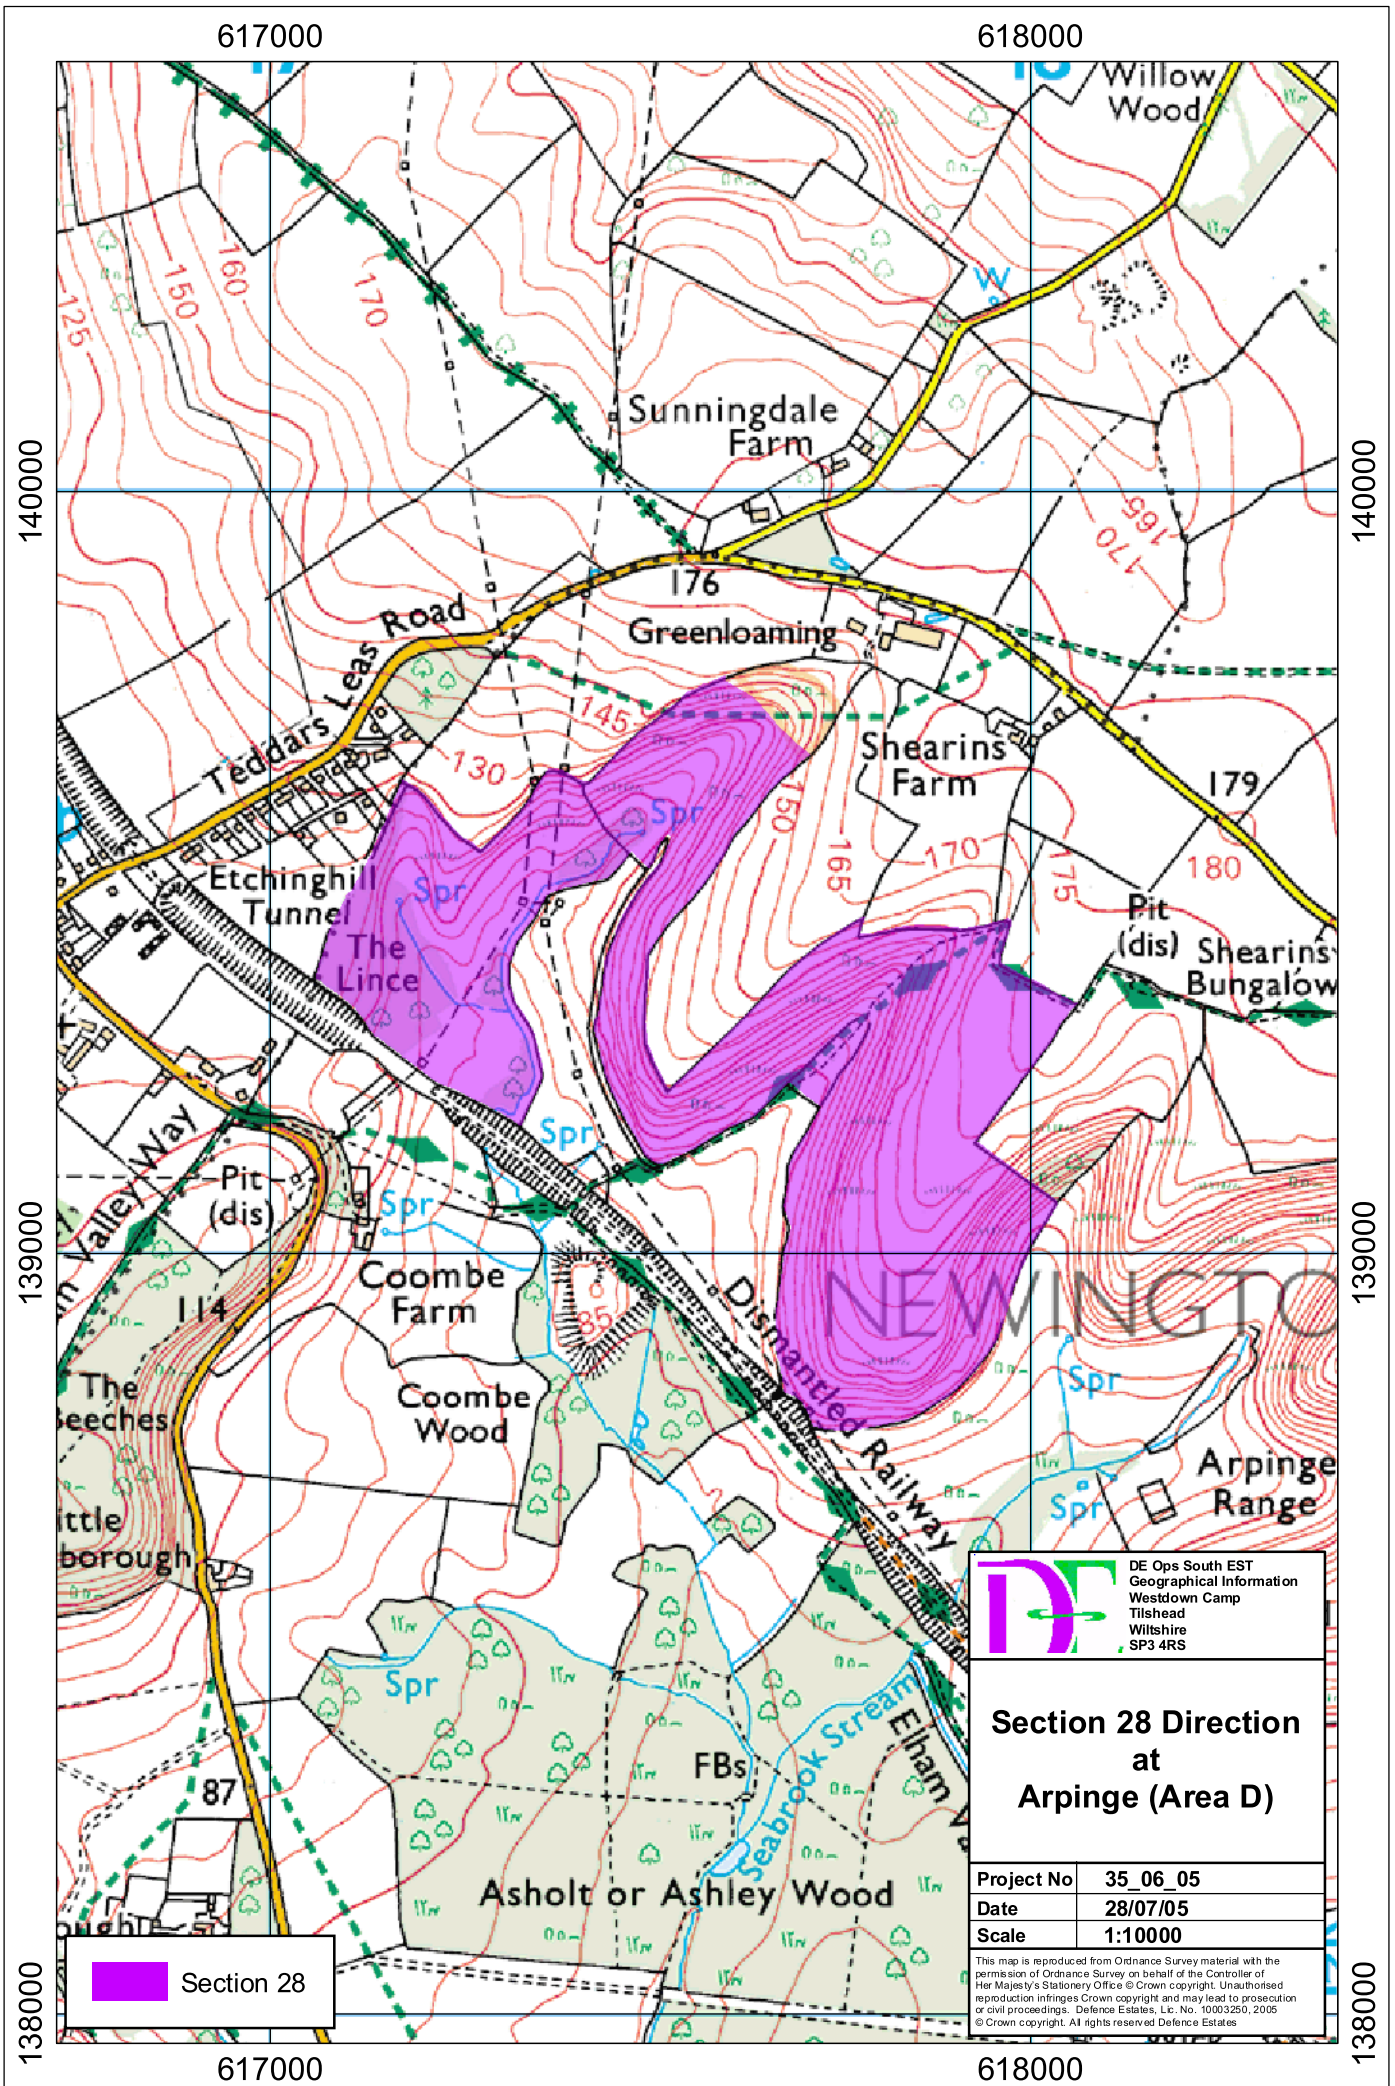 617000
618000
Willow
Wood
160
150
170
125
W
Sunningdale
Farm
140000
140000
165
170
176
Teddars Leas Road
Greenloaming
145
130
Shearins
Farm
179
150
Spr
165
170
175
180
Etchinghill
Tunnel
Spr
The
Lince
Pit
(dis)
Shearins
Bungalow
Spr
Valley Way
Pit
(dis)
Spr
139000
139000
Coombe
Farm
85
NEWINGTO
114
Dismantled Railway
Spr
The
Beeches
Coombe
Wood
Arpinge
Range
Spr
ittle
borough
DE
DE Ops South EST
Geographical Information
Westdown Camp
Tilshead
Wiltshire
SP3 4RS
Spr
Seabrook Stream
Elham Va
FBs
Section 28 Direction
at
Arpinge (Area D)
87
Asholt or Ashley Wood
Project No 35_06_05
Date 28/07/05
Scale 1:10000
ough
Section 28
This map is reproduced from Ordnance Survey material with the
permission of Ordnance Survey on behalf of the Controller of
Her Majesty's Stationery Office © Crown copyright. Unauthorised
reproduction infringes Crown copyright and may lead to prosecution
or civil proceedings. Defence Estates, Lic. No. 10003250, 2005
© Crown copyright. All rights reserved Defence Estates
138000
138000
617000
618000